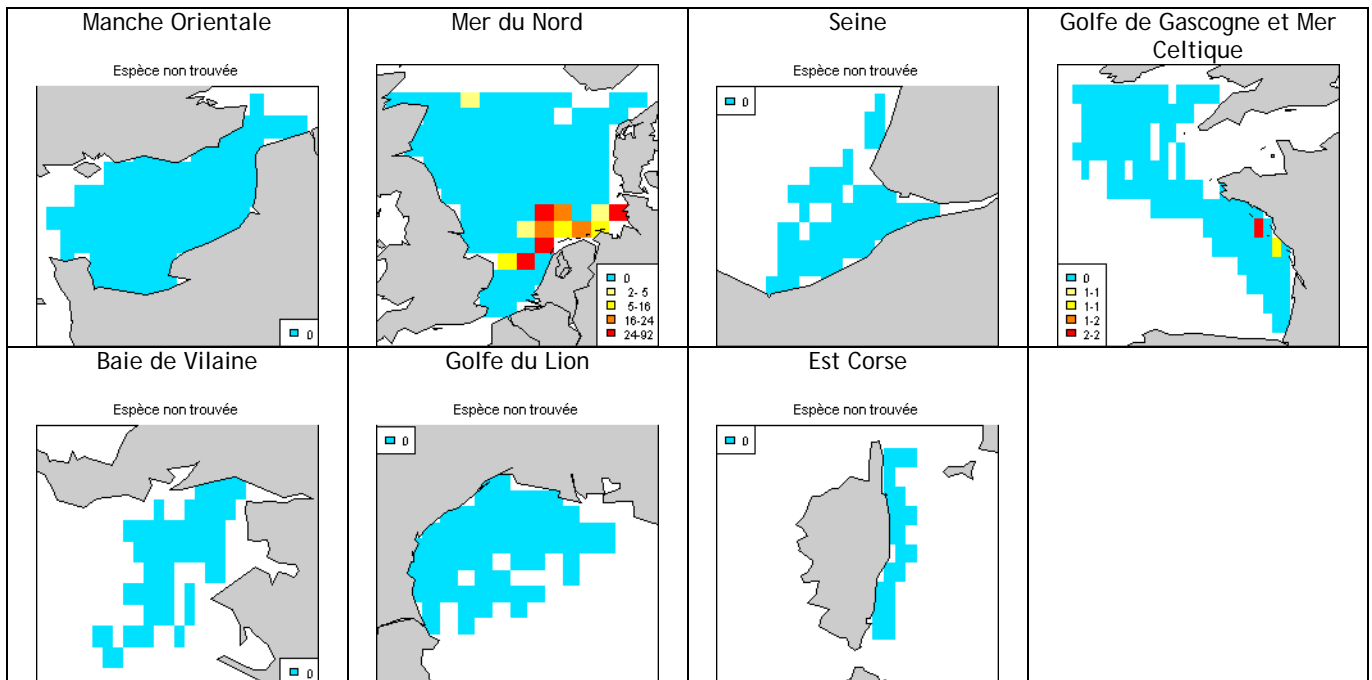 Manche Orientale
Espèce non trouvée
0
Mer du Nord
0
2- 5
5-16
16-24
24-92
Seine
Espèce non trouvée
0
Golfe de Gascogne et Mer
Celtique
0
1-1
1-1
1-2
2-2
Baie de Vilaine
Espèce non trouvée
0
Golfe du Lion
Espèce non trouvée
0
Est Corse
Espèce non trouvée
0